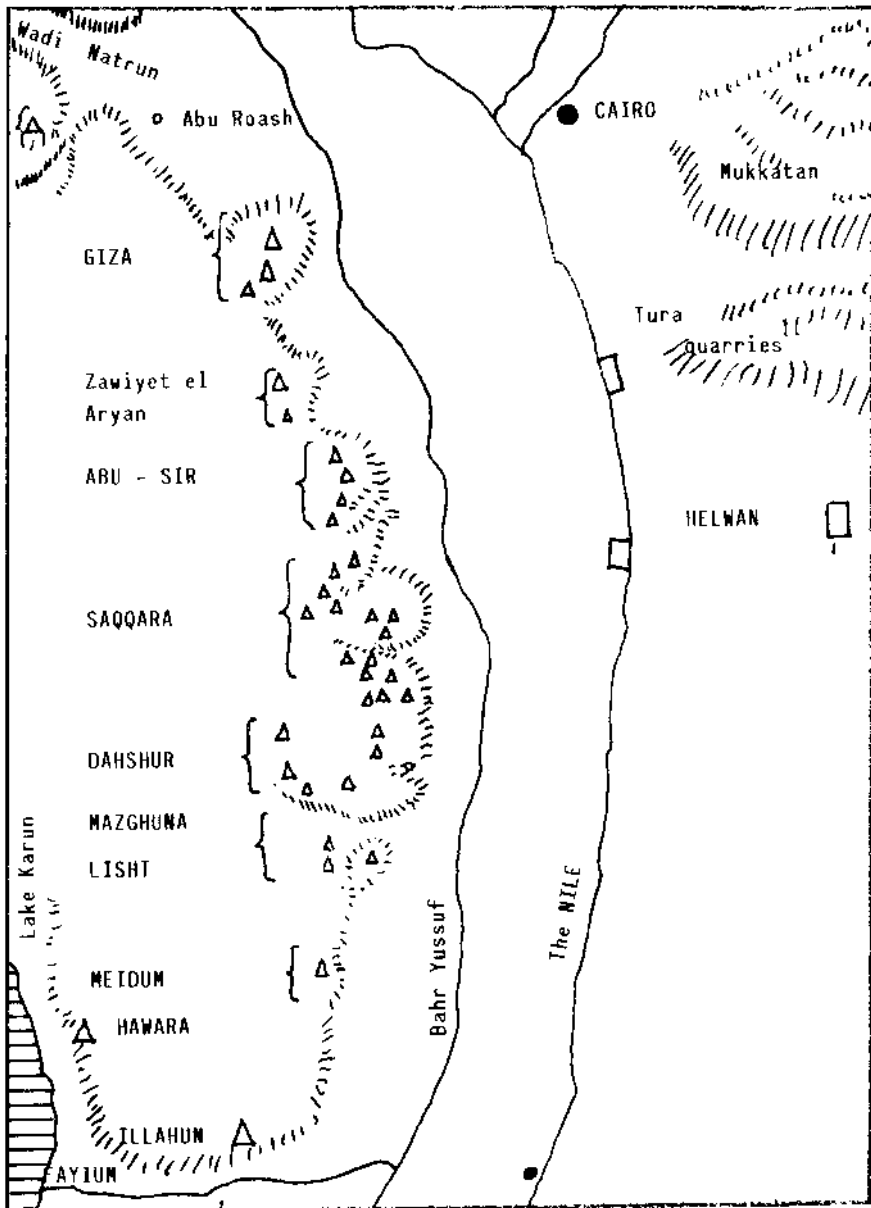 Wadi Natrun
Abu Roash
CAIRO
Mukkatan
GIZA
Tura
quarries
Zawiyet el
Aryan
ABU - SIR
HELWAN
SAQQARA
DAHSHUR
MAZGHUNA
LISHT
Lake Karun
The NILE
Bahr Yussuf
MEIDUM
HAWARA
ILLAHUN
FAYIUM